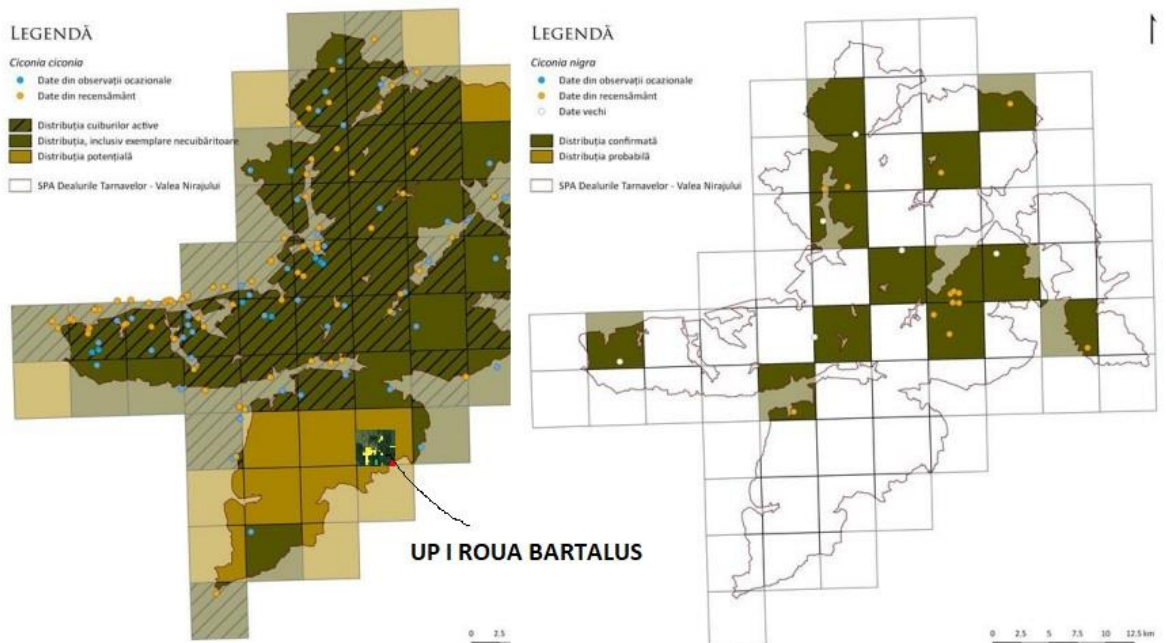 LEGENDĂ
Ciconia ciconia
Date din observații ocazionale
Date din recensământ
Distribuția cuiburilor active
Distribuția, inclusiv exemplare necuibăritoare
Distribuția potențială
SPA Dealurile Tarnavelor - Valea Nirajului
UP I ROUA BARTALUS
0 2.5
LEGENDĂ
Ciconia nigra
Date din observații ocazionale
Date din recensământ
Date vechi
Distribuția confirmată
Distribuția probabilă
SPA Dealurile Tarnavelor - Valea Nirajului
0 2.5 5 7.5 10 12.5 km